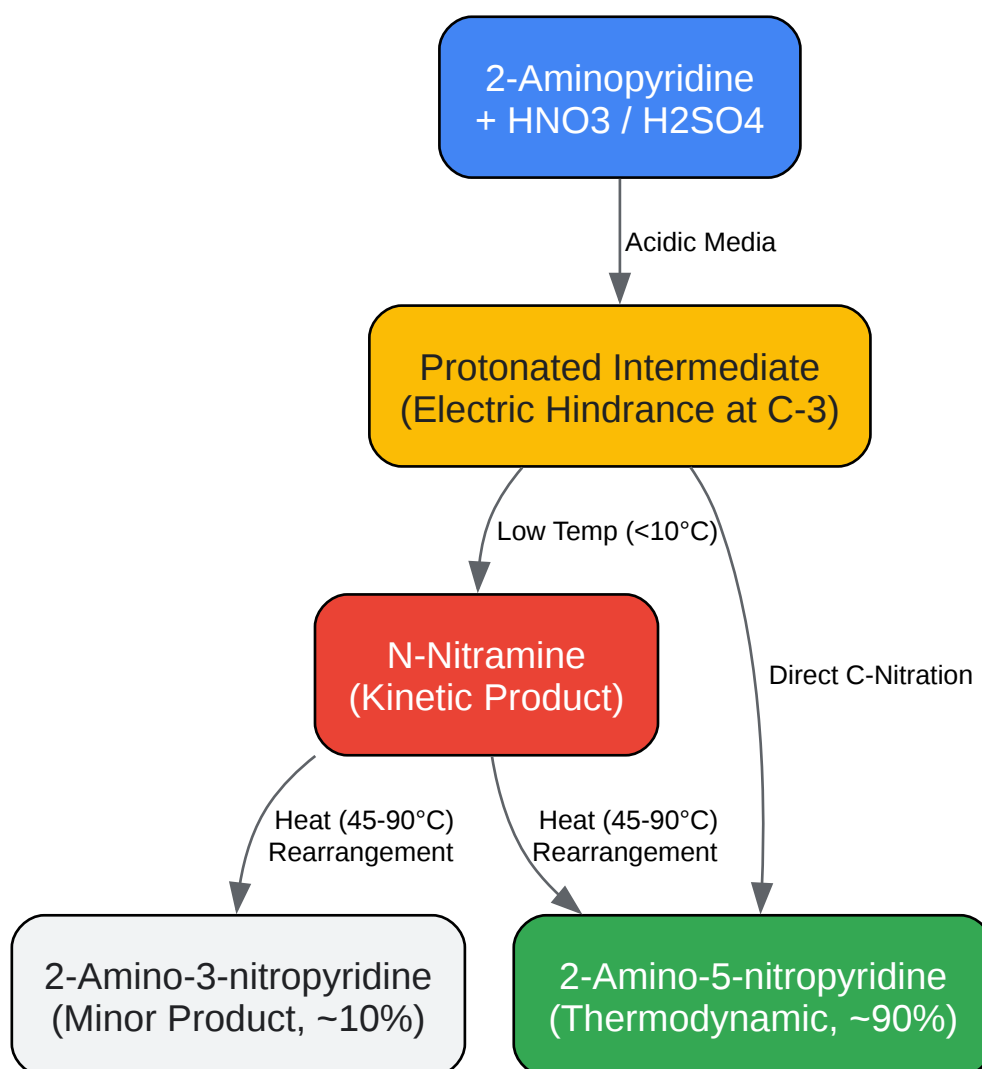 2-Aminopyridine
+ HNO3 / H2SO4
Acidic Media
Protonated Intermediate
(Electric Hindrance at C-3)
Low Temp (<10°C)
N-Nitramine
(Kinetic Product)
Direct C-Nitration
Heat (45-90°C)
Rearrangement
Heat (45-90°C)
Rearrangement
2-Amino-3-nitropyridine
(Minor Product, ~10%)
2-Amino-5-nitropyridine
(Thermodynamic, ~90%)